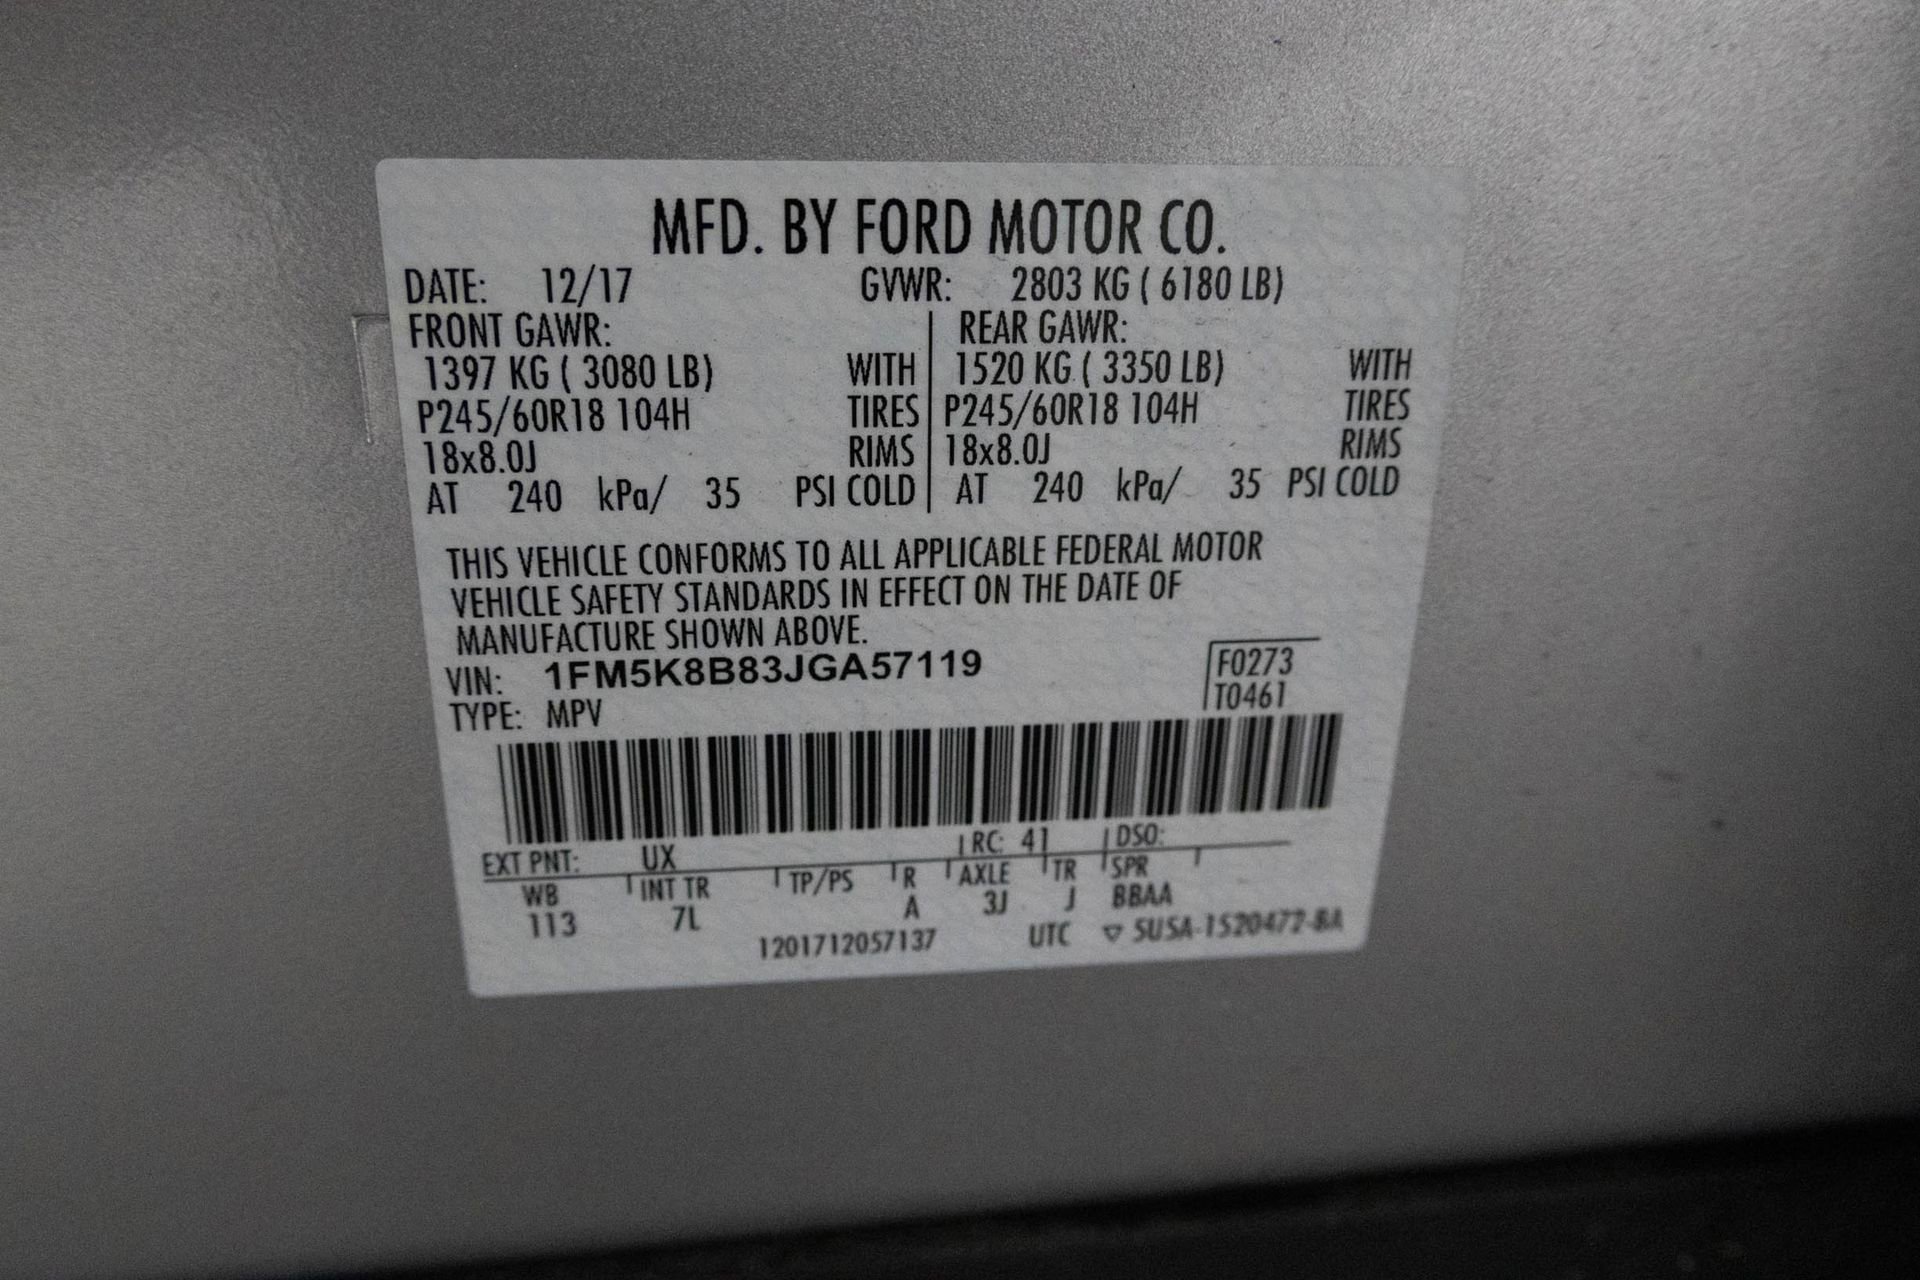 MFD. BY FORD MOTOR CO.
DATE: 12/17 GVWR: 2803 KG ( 6180 LB)
FRONT GAWR: REAR GAWR:
1397 KG ( 3080 LB) WITH 1520 KG ( 3350 LB) WITH
P245/60R18 104H TIRES P245/60R18 104H TIRES
18x8.0J RIMS 18x8.0J RIMS
AT 240 kPa/ 35 PSI COLD AT 240 kPa/ 35 PSI COLD
THIS VEHICLE CONFORMS TO ALL APPLICABLE FEDERAL MOTOR
VEHICLE SAFETY STANDARDS IN EFFECT ON THE DATE OF
MANUFACTURE SHOWN ABOVE.
VIN: 1FM5K8B83JGA57119 F0273
TYPE: MPV T0461
EXT PNT: UX RC: 41 DSO:
WB INT TR TP/PS R AXLE TR SPR
113 7L A 3J J BBAA
1201712057137 UTC ▽ SUSA-1520472-BA